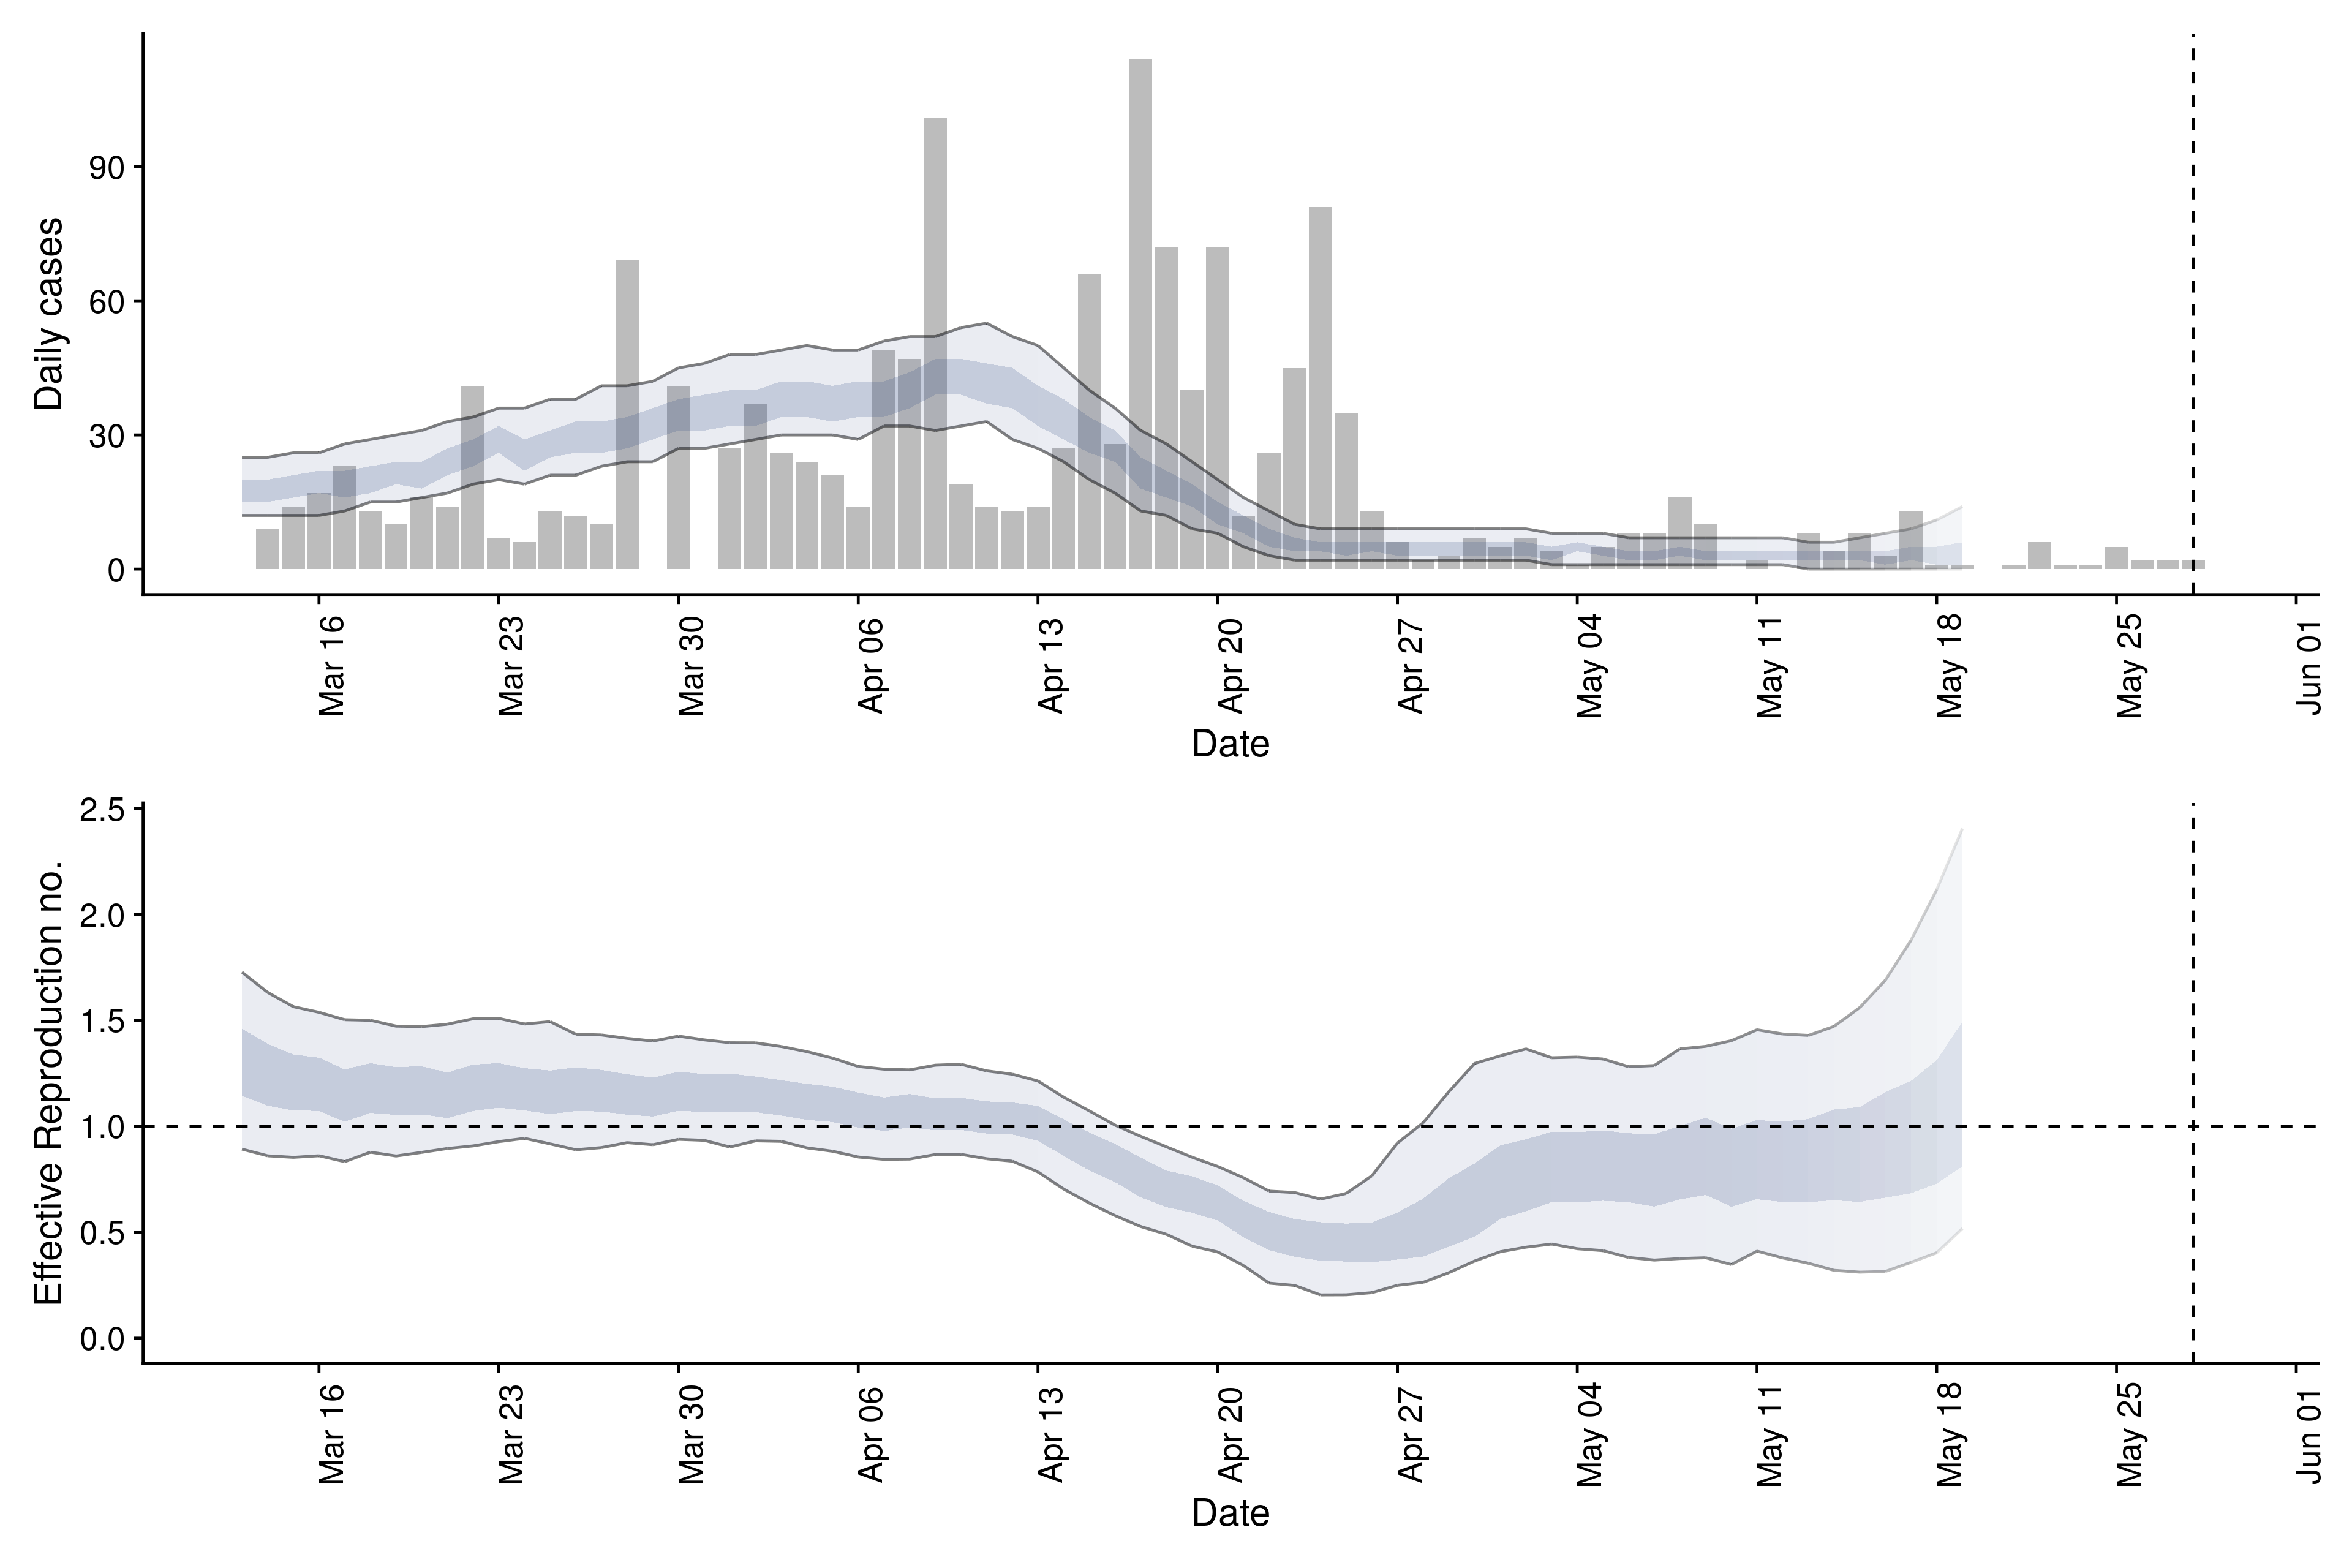 Daily cases
90
60
30
0
Mar 16
Mar 23
Mar 30
Apr 06
Apr 13
Apr 20
Apr 27
May 04
May 11
May 18
May 25
Jun 01
Date
Effective Reproduction no.
2.5
2.0
1.5
1.0
0.5
0.0
Mar 16
Mar 23
Mar 30
Apr 06
Apr 13
Apr 20
Apr 27
May 04
May 11
May 18
May 25
Jun 01
Date